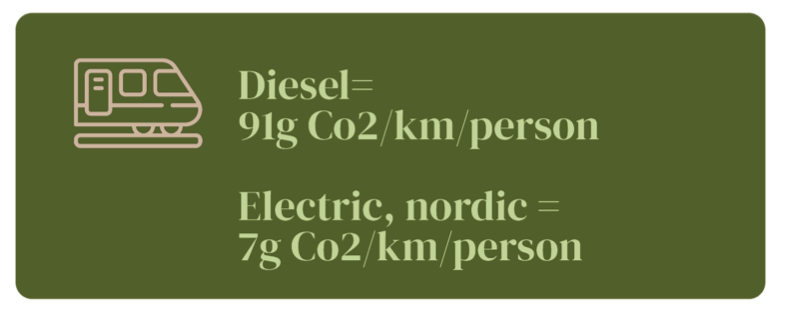 Diesel=
91g Co2/km/person
Electric, nordic =
7g Co2/km/person